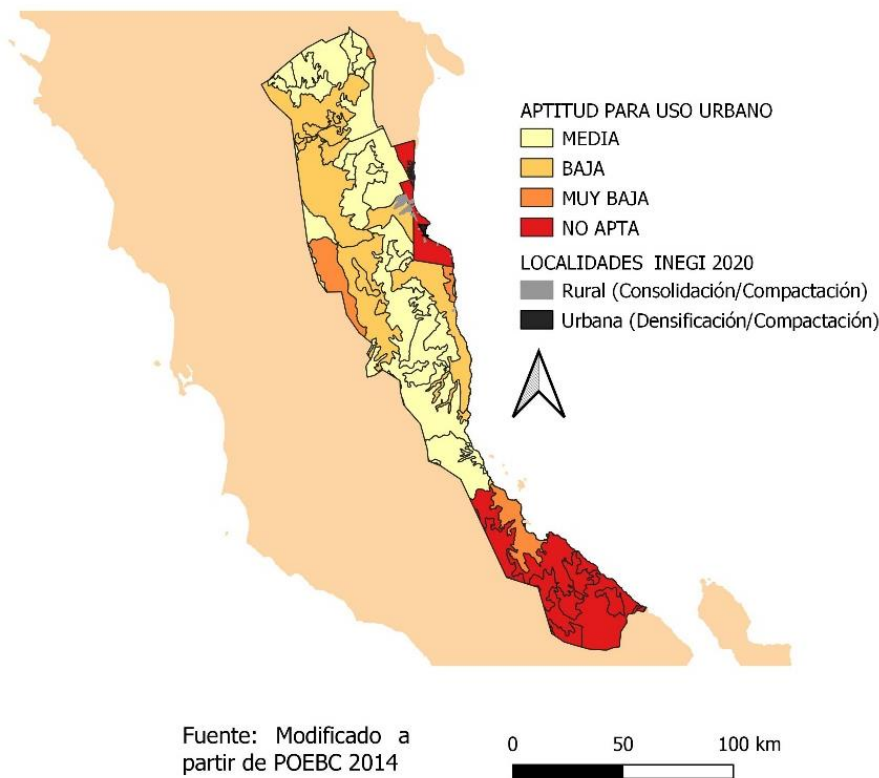 APTITUD PARA USO URBANO
MEDIA
BAJA
MUY BAJA
NO APTA
LOCALIDADES INEGI 2020
Rural (Consolidación/Compactación)
Urbana (Densificación/Compactación)
Fuente: Modificado a
partir de POEBC 2014
0 50 100 km